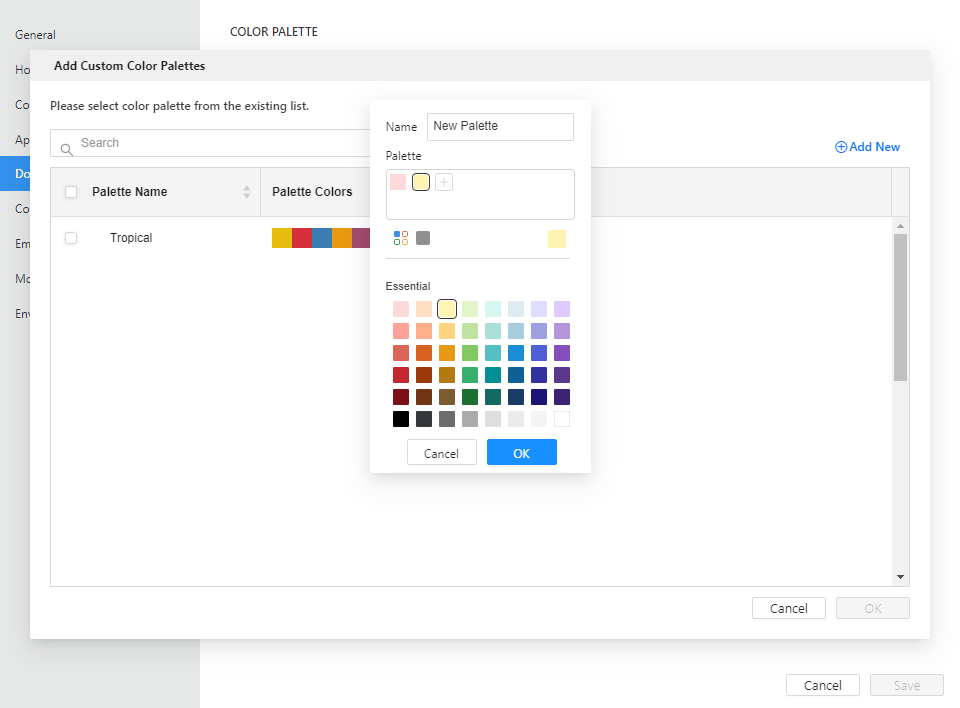 General
COLOR PALETTE
Ho
Add Custom Color Palettes
Co
Please select color palette from the existing list.
Ap
Search
Add New
Do
Palette Name
Palette Colors
Co
Tropical
Em
Mo
Env
Name
New Palette
Palette
Essential
Cancel
OK
Cancel
OK
Cancel
Save